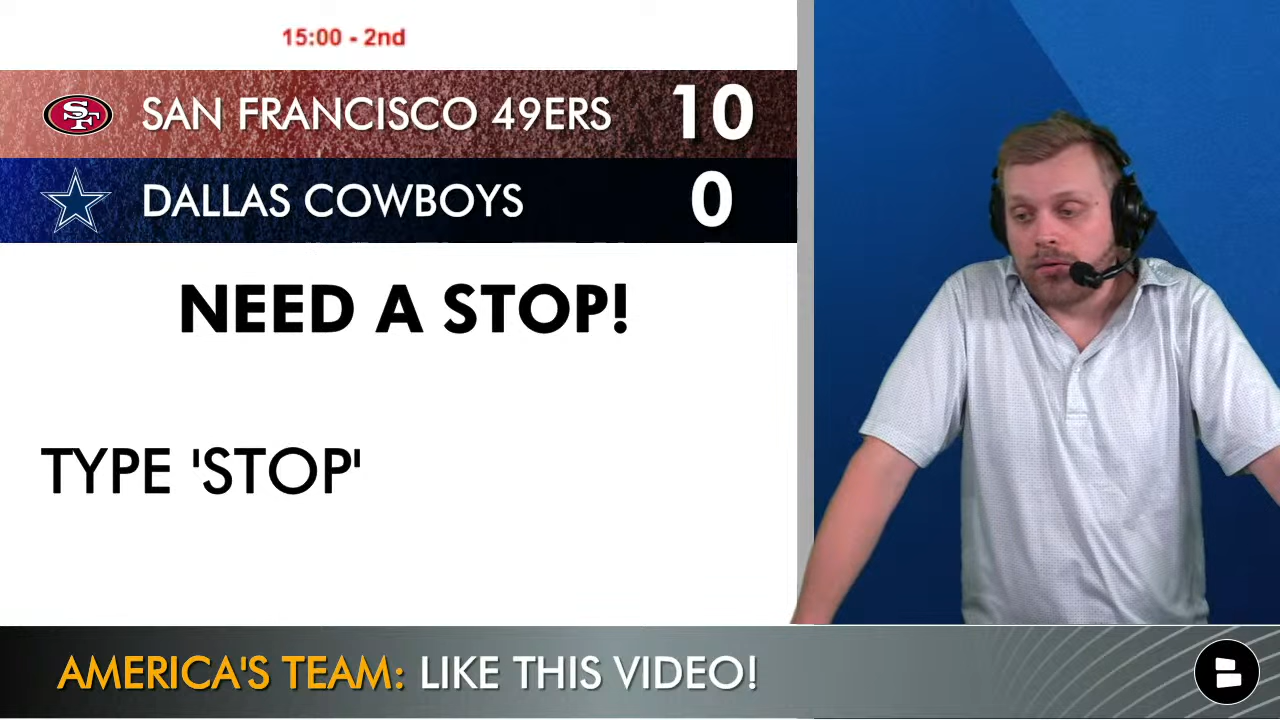 15:00 - 2nd
SF SAN FRANCISCO 49ERS 10
DALLAS COWBOYS 0
NEED A STOP!
TYPE 'STOP'
AMERICA'S TEAM: LIKE THIS VIDEO!